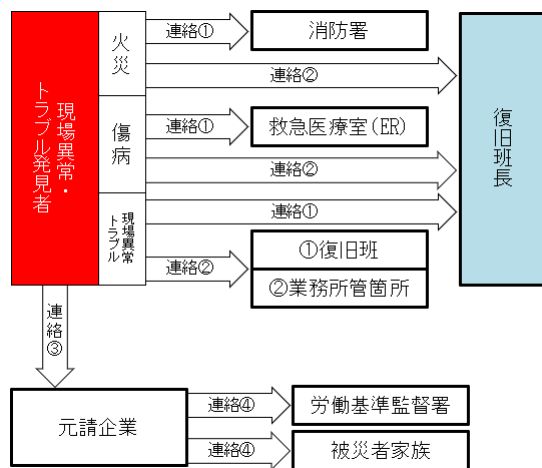 現場異常・
トラブル発見者
火災
連絡①
消防署
連絡②
傷病
連絡①
救急医療室(ER)
連絡②
現場異常
トラブル
連絡①
連絡②
①復旧班
②業務所管箇所
復旧班長
連絡③
元請企業
連絡④
労働基準監督署
連絡④
被災者家族